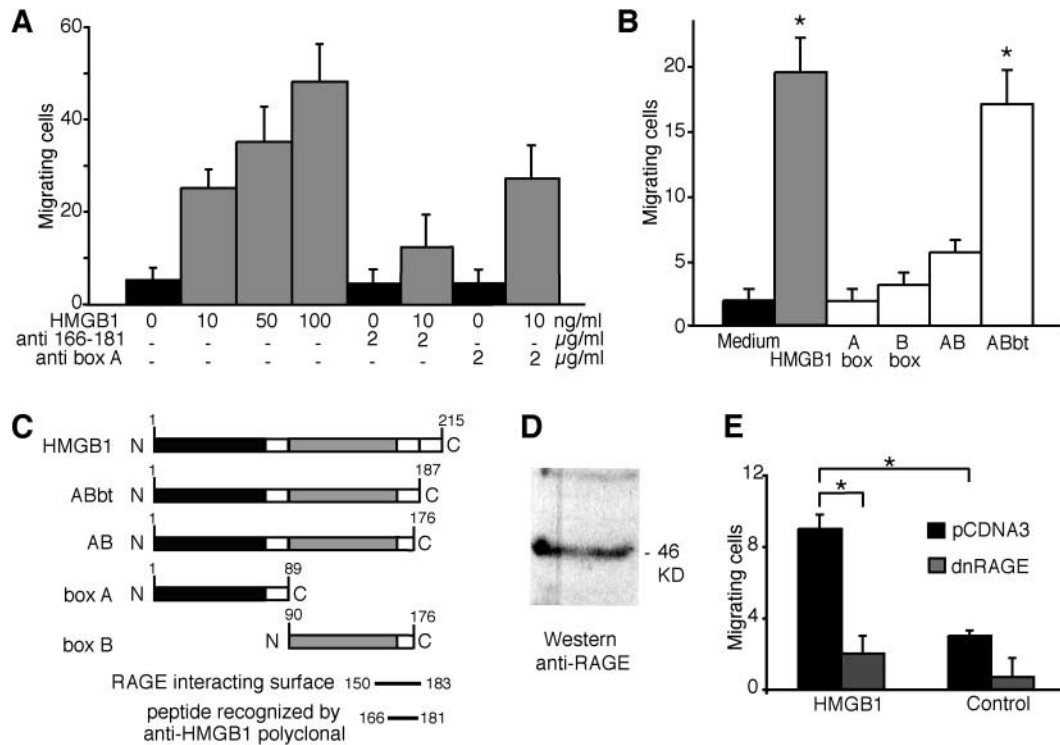 A
Migrating cells
60
40
20
0
HMGB1 0 10 50 100 0 10 0 10 ng/ml
anti 166-181 - - - - 2 2 - - µg/ml
anti box A - - - - - - 2 2 µg/ml
B
Migrating cells
20
15
10
5
0
* *
Medium HMGB1 A box B box AB ABbt
C
1 215
HMGB1 N C
1 187
ABbt N C
1 176
AB N C
1 89
box A N C
90 176
box B N C
RAGE interacting surface 150 183
peptide recognized by
anti-HMGB1 polyclonal
166 181
D
- 46
KD
Western
anti-RAGE
E
Migrating cells
12
9
6
3
0
*
*
pCDNA3
dnRAGE
HMGB1 Control